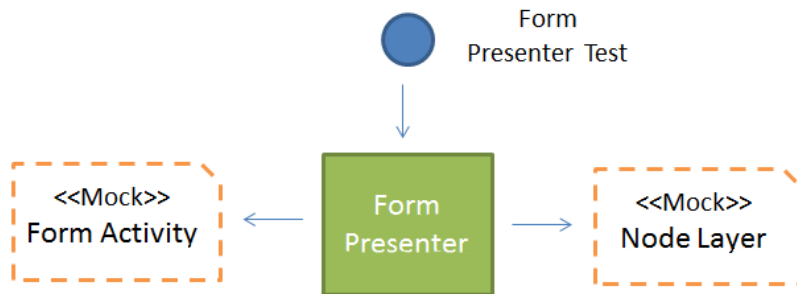 Form
Presenter Test
<<Mock>>
Form Activity
Form
Presenter
<<Mock>>
Node Layer